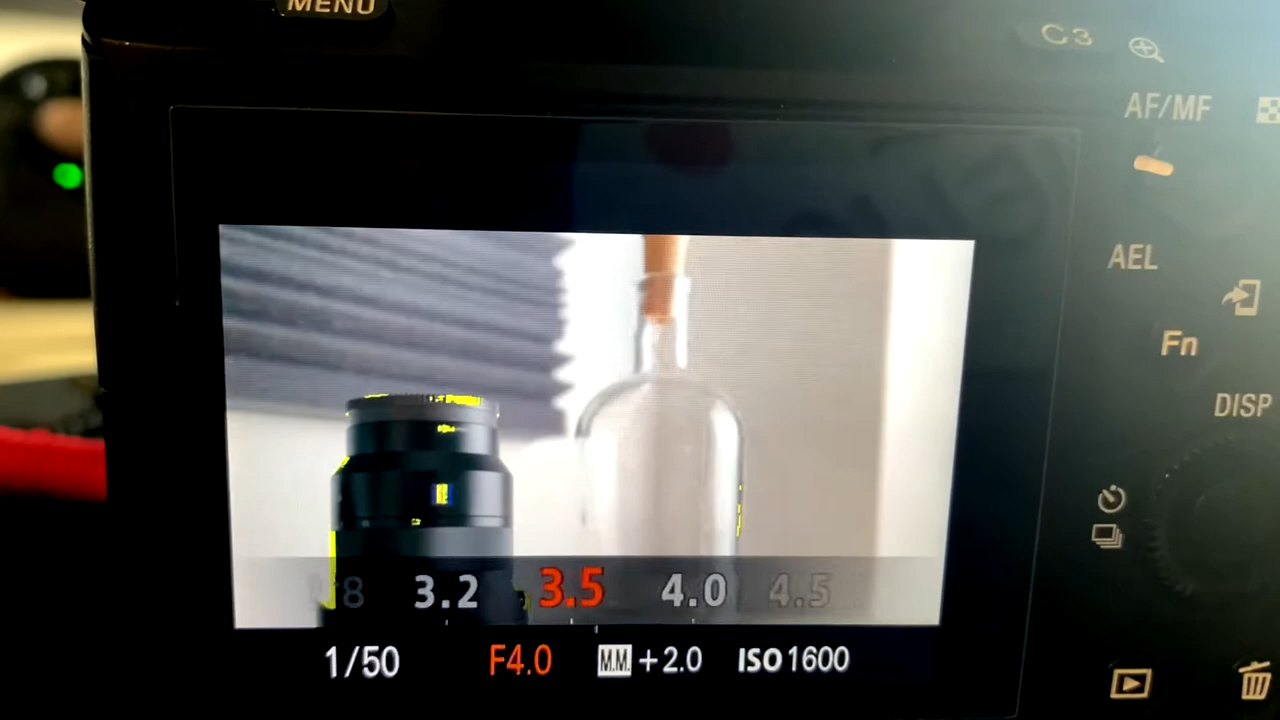 MENU
C3
AF/MF
AEL
Fn
DISP
8 3.2 3.5 4.0 4.5
1/50 F4.0 M.M. +2.0 ISO 1600